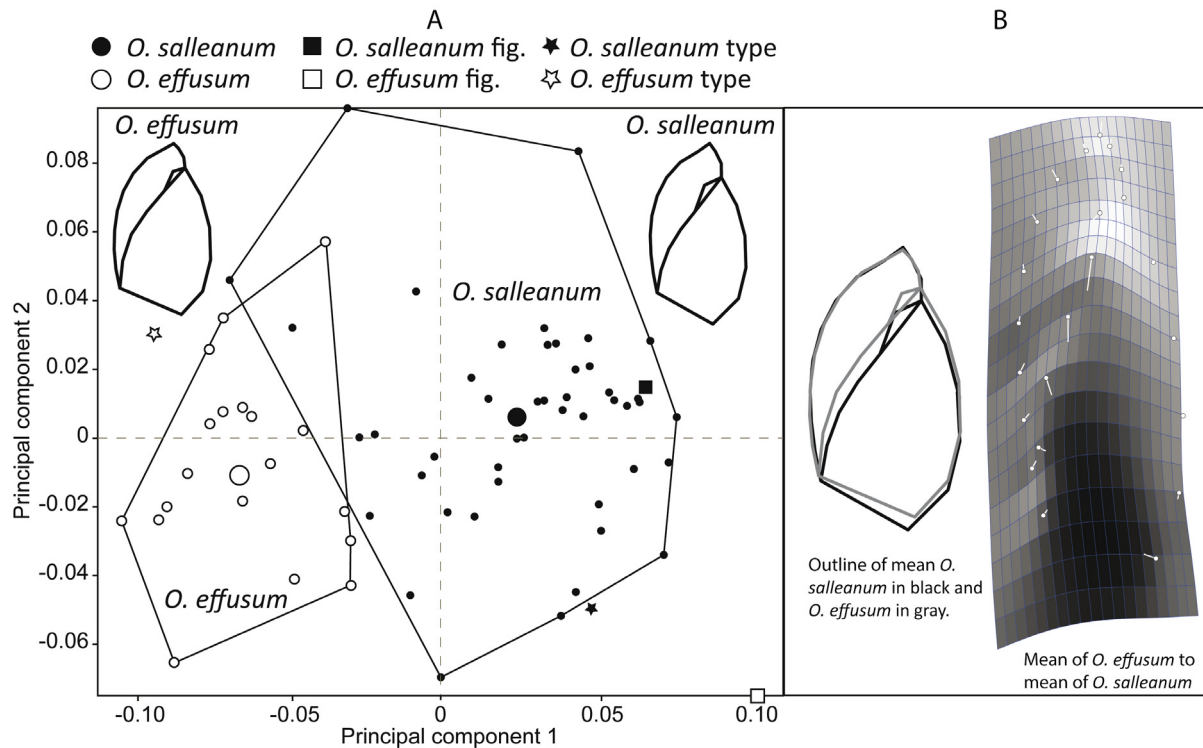 A
B
O. salleanum
O. salleanum fig.
O. salleanum type
O. effusum
O. effusum fig.
O. effusum type
O. effusum
O. salleanum
0.08
0.06
0.04
0.02
0
-0.02
-0.04
-0.06
Principal component 2
O. salleanum
O. effusum
-0.10
-0.05
0
0.05
0.10
Principal component 1
Outline of mean O.
salleanum in black and
O. effusum in gray.
Mean of O. effusum to
mean of O. salleanum